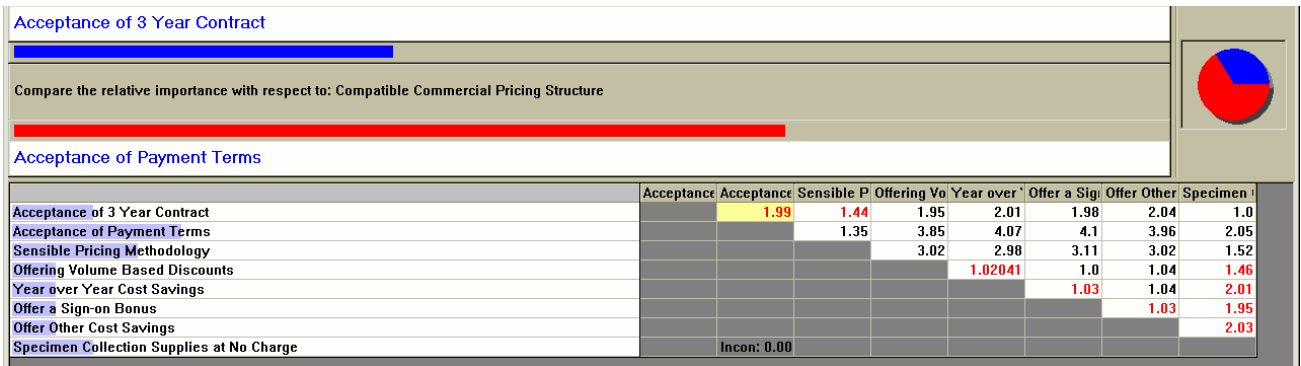 Acceptance of 3 Year Contract
Compare the relative importance with respect to: Compatible Commercial Pricing Structure
Acceptance of Payment Terms
Acceptance Acceptance Sensible P Offering Vo Year over ' Offer a Sig Offer Other Specimen
Acceptance of 3 Year Contract 1.99 1.44 1.95 2.01 1.98 2.04 1.0
Acceptance of Payment Terms 1.35 3.85 4.07 4.1 3.96 2.05
Sensible Pricing Methodology 3.02 2.98 3.11 3.02 1.52
Offering Volume Based Discounts 1.02041 1.0 1.04 1.46
Year over Year Cost Savings 1.03 1.04 2.01
Offer a Sign-on Bonus 1.03 1.95
Offer Other Cost Savings 2.03
Specimen Collection Supplies at No Charge Incon: 0.00